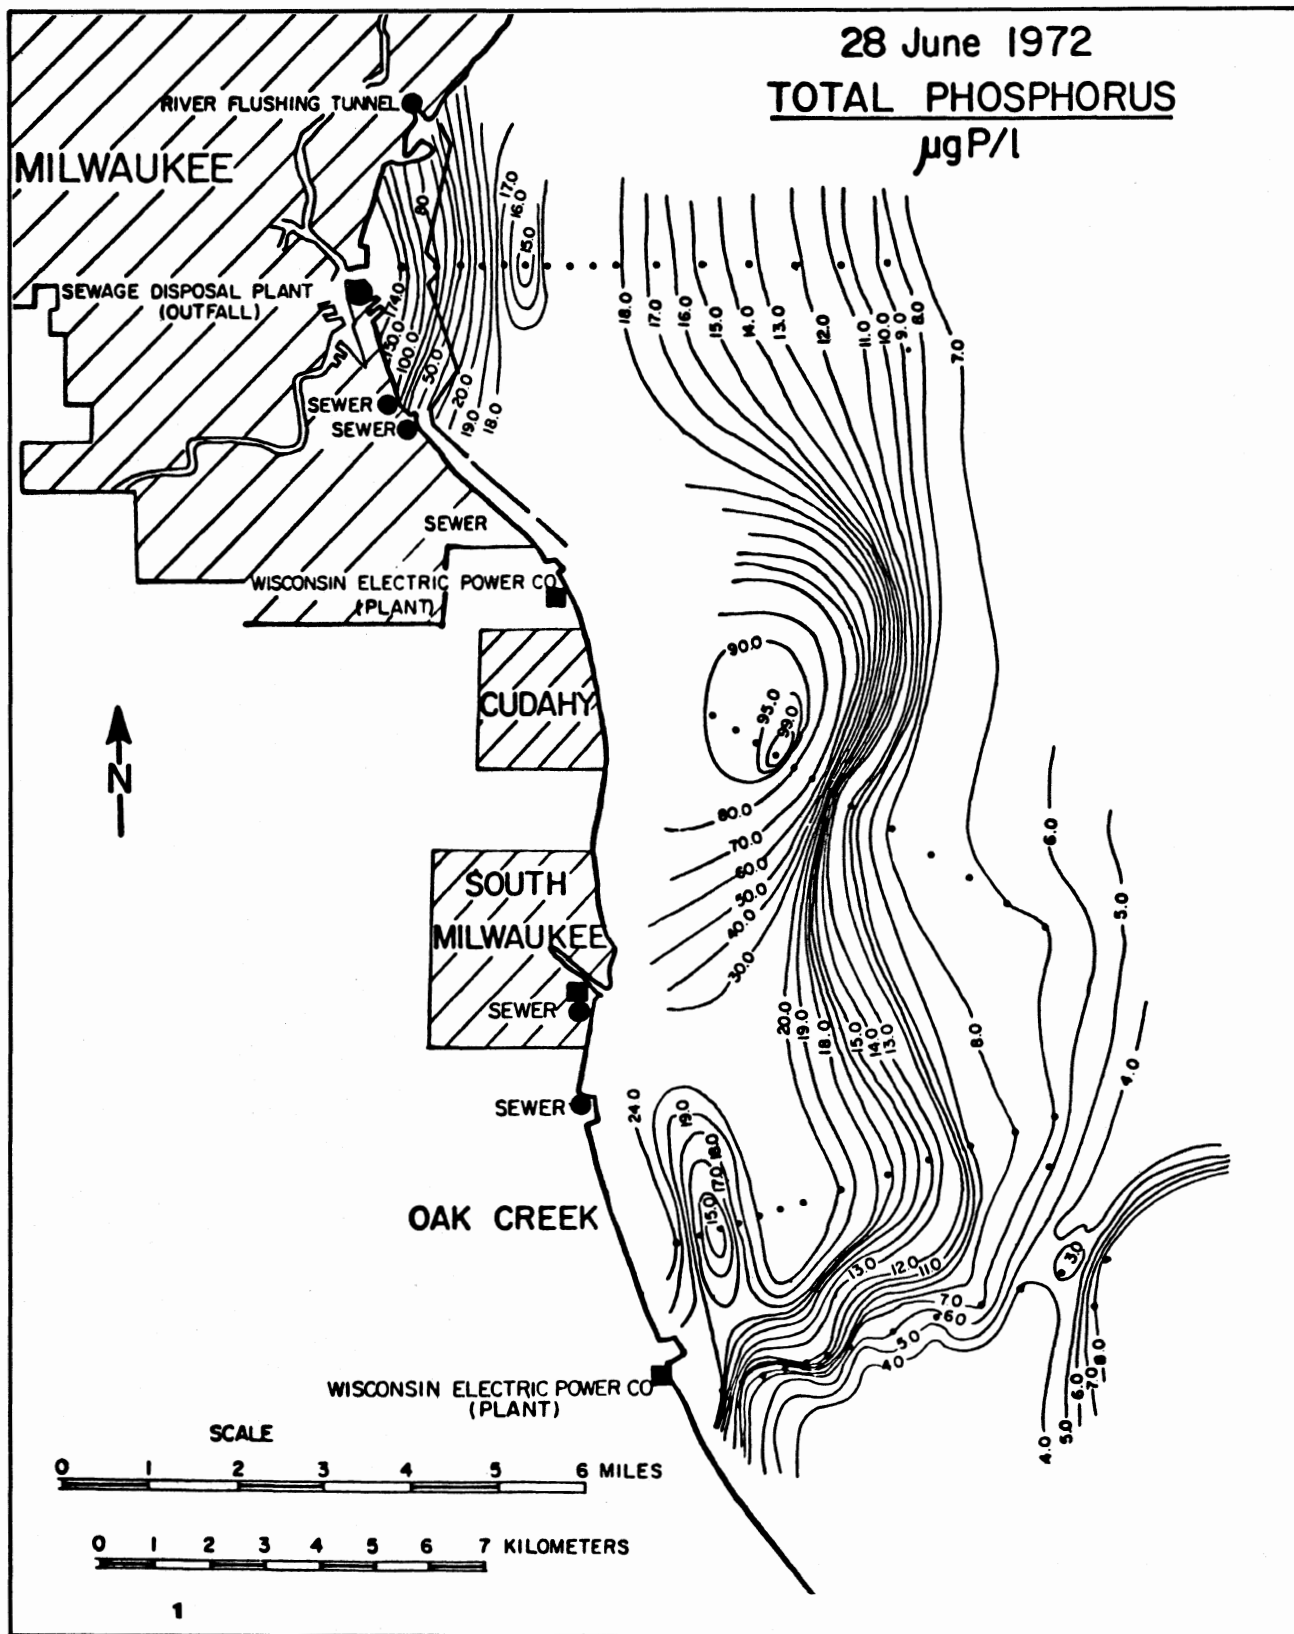 28 June 1972
TOTAL PHOSPHORUS
µgP/l
RIVER FLUSHING TUNNEL
MILWAUKEE
80
17.0
16.0
15.0
SEWAGE DISPOSAL PLANT
(OUTFALL)
174.0
150.0
100.0
50.0
20.0
19.0
18.0
18.0
17.0
16.0
15.0
14.0
13.0
12.0
11.0
10.0
9.0
8.0
7.0
SEWER
SEWER
SEWER
WISCONSIN ELECTRIC POWER CO
(PLANT)
90.0
95.0
99.0
CUDAHY
N
80.0
70.0
60.0
50.0
40.0
30.0
6.0
5.0
SOUTH
MILWAUKEE
SEWER
20.0
19.0
18.0
15.0
14.0
13.0
8.0
4.0
SEWER
24.0
19.0
18.0
17.0
15.0
OAK CREEK
3.0
13.0
12.0
11.0
7.0
6.0
5.0
4.0
8.0
7.0
6.0
5.0
4.0
WISCONSIN ELECTRIC POWER CO
(PLANT)
SCALE
0 1 2 3 4 5 6 MILES
0 1 2 3 4 5 6 7 KILOMETERS
1